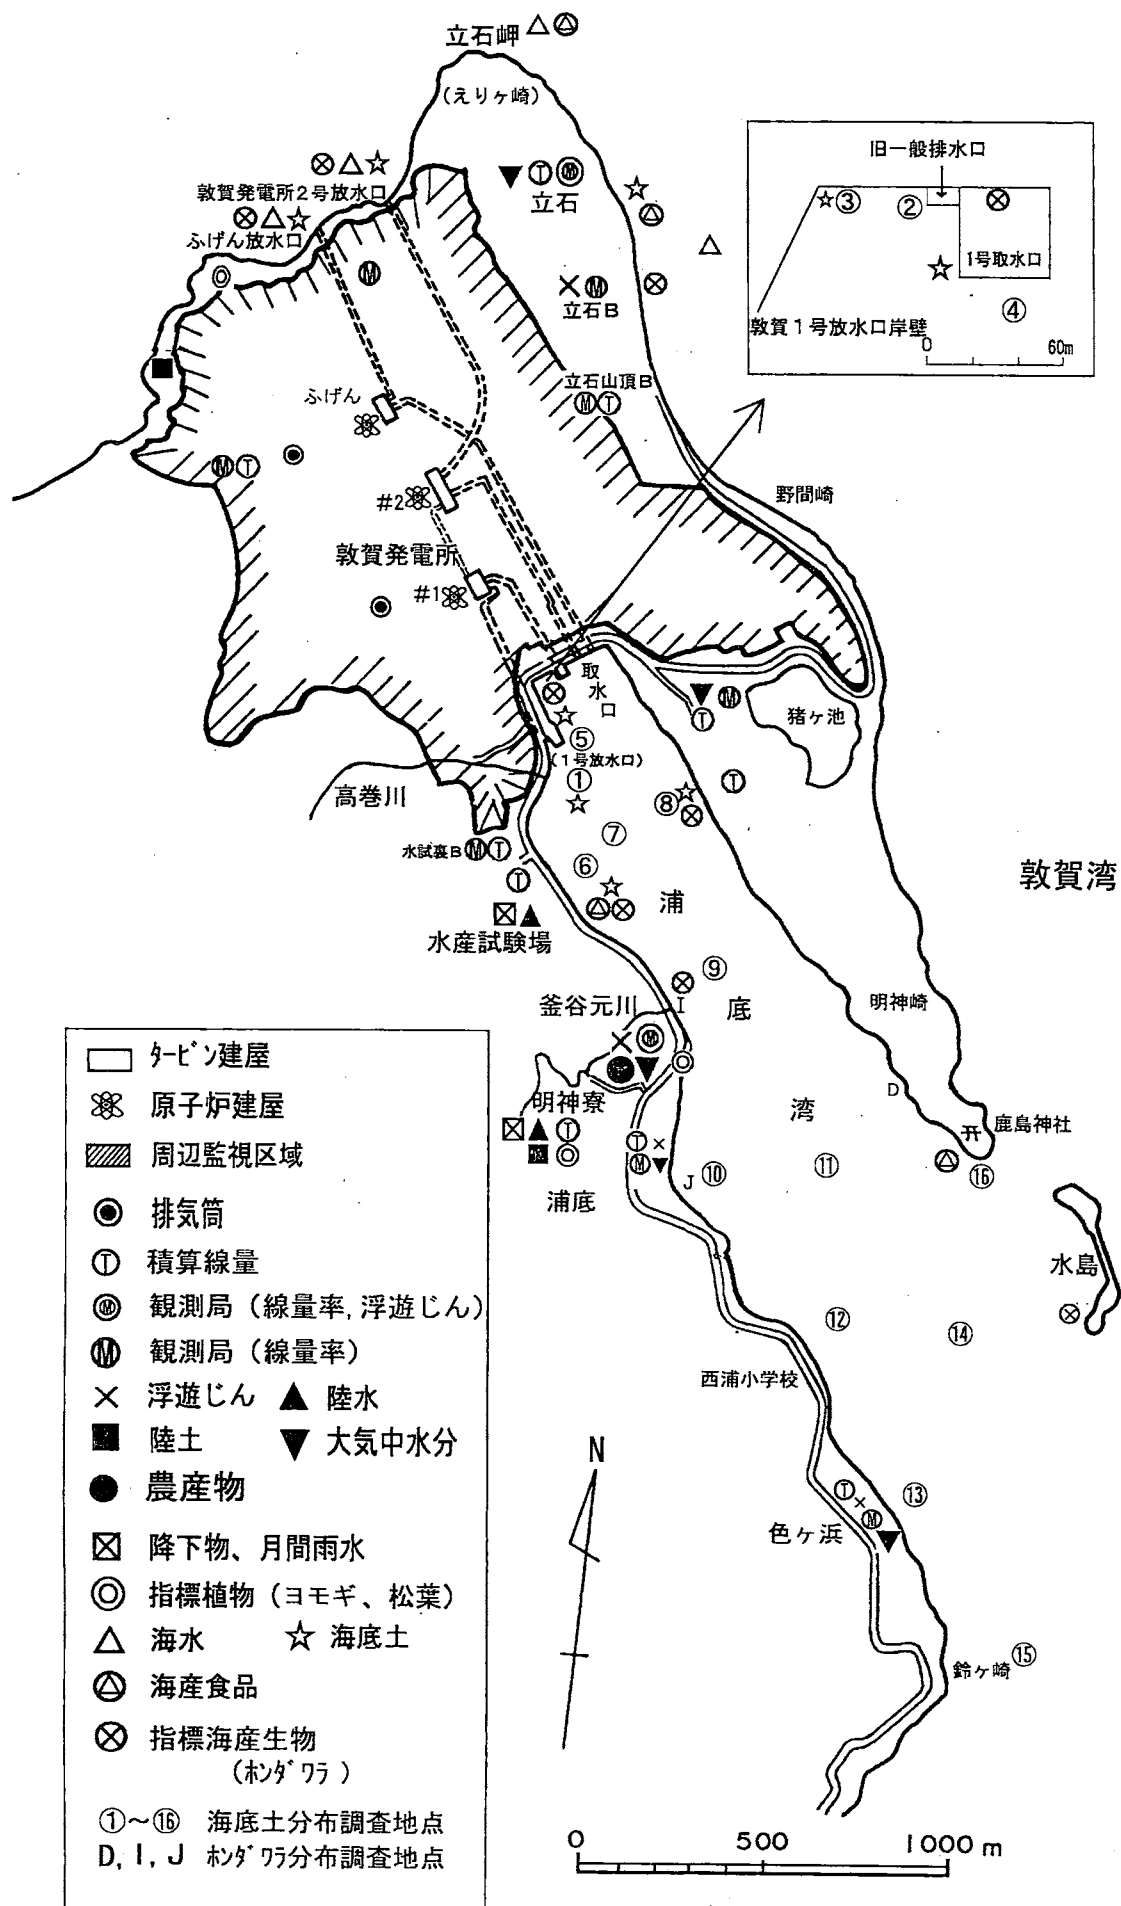 立石岬
(えりヶ崎)
敦賀発電所2号放水口
ふげん放水口
立石
立石B
立石山頂B
旧一般排水口
③
②
1号取水口
④
敦賀1号放水口岸壁
0
60m
ふげん
#2
敦賀発電所
#1
野間崎
取水口
猪ヶ池
⑤
(1号放水口)
①
高巻川
⑧
⑦
水試裏B
⑥
敦賀湾
水産試験場
浦底湾
⑨
釜谷元川
I
明神崎
D
明神寮
鹿島神社
浦底
J
⑩
⑪
⑯
水島
⑫
⑭
西浦小学校
⑬
色ヶ浜
鈴ヶ崎
⑮
N
0
500
1000 m
タービン建屋
原子炉建屋
周辺監視区域
排気筒
T 積算線量
M 観測局(線量率,浮遊じん)
M 観測局(線量率)
浮遊じん 陸水
陸土 大気中水分
農産物
降下物、月間雨水
指標植物(ヨモギ、松葉)
海水 海底土
海産食品
指標海産生物
(ホンダワラ)
①~⑯ 海底土分布調査地点
D, I, J ホンダワラ分布調査地点